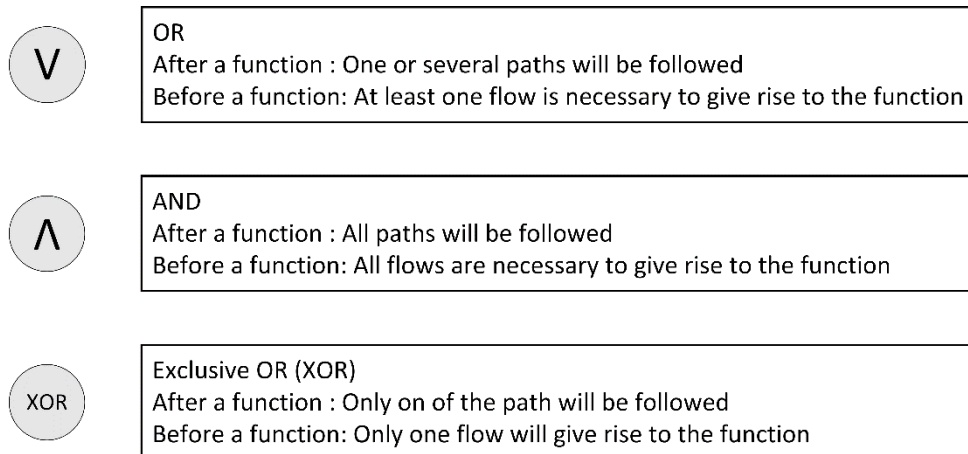 V
OR
After a function : One or several paths will be followed
Before a function: At least one flow is necessary to give rise to the function
Λ
AND
After a function : All paths will be followed
Before a function: All flows are necessary to give rise to the function
XOR
Exclusive OR (XOR)
After a function : Only on of the path will be followed
Before a function: Only one flow will give rise to the function